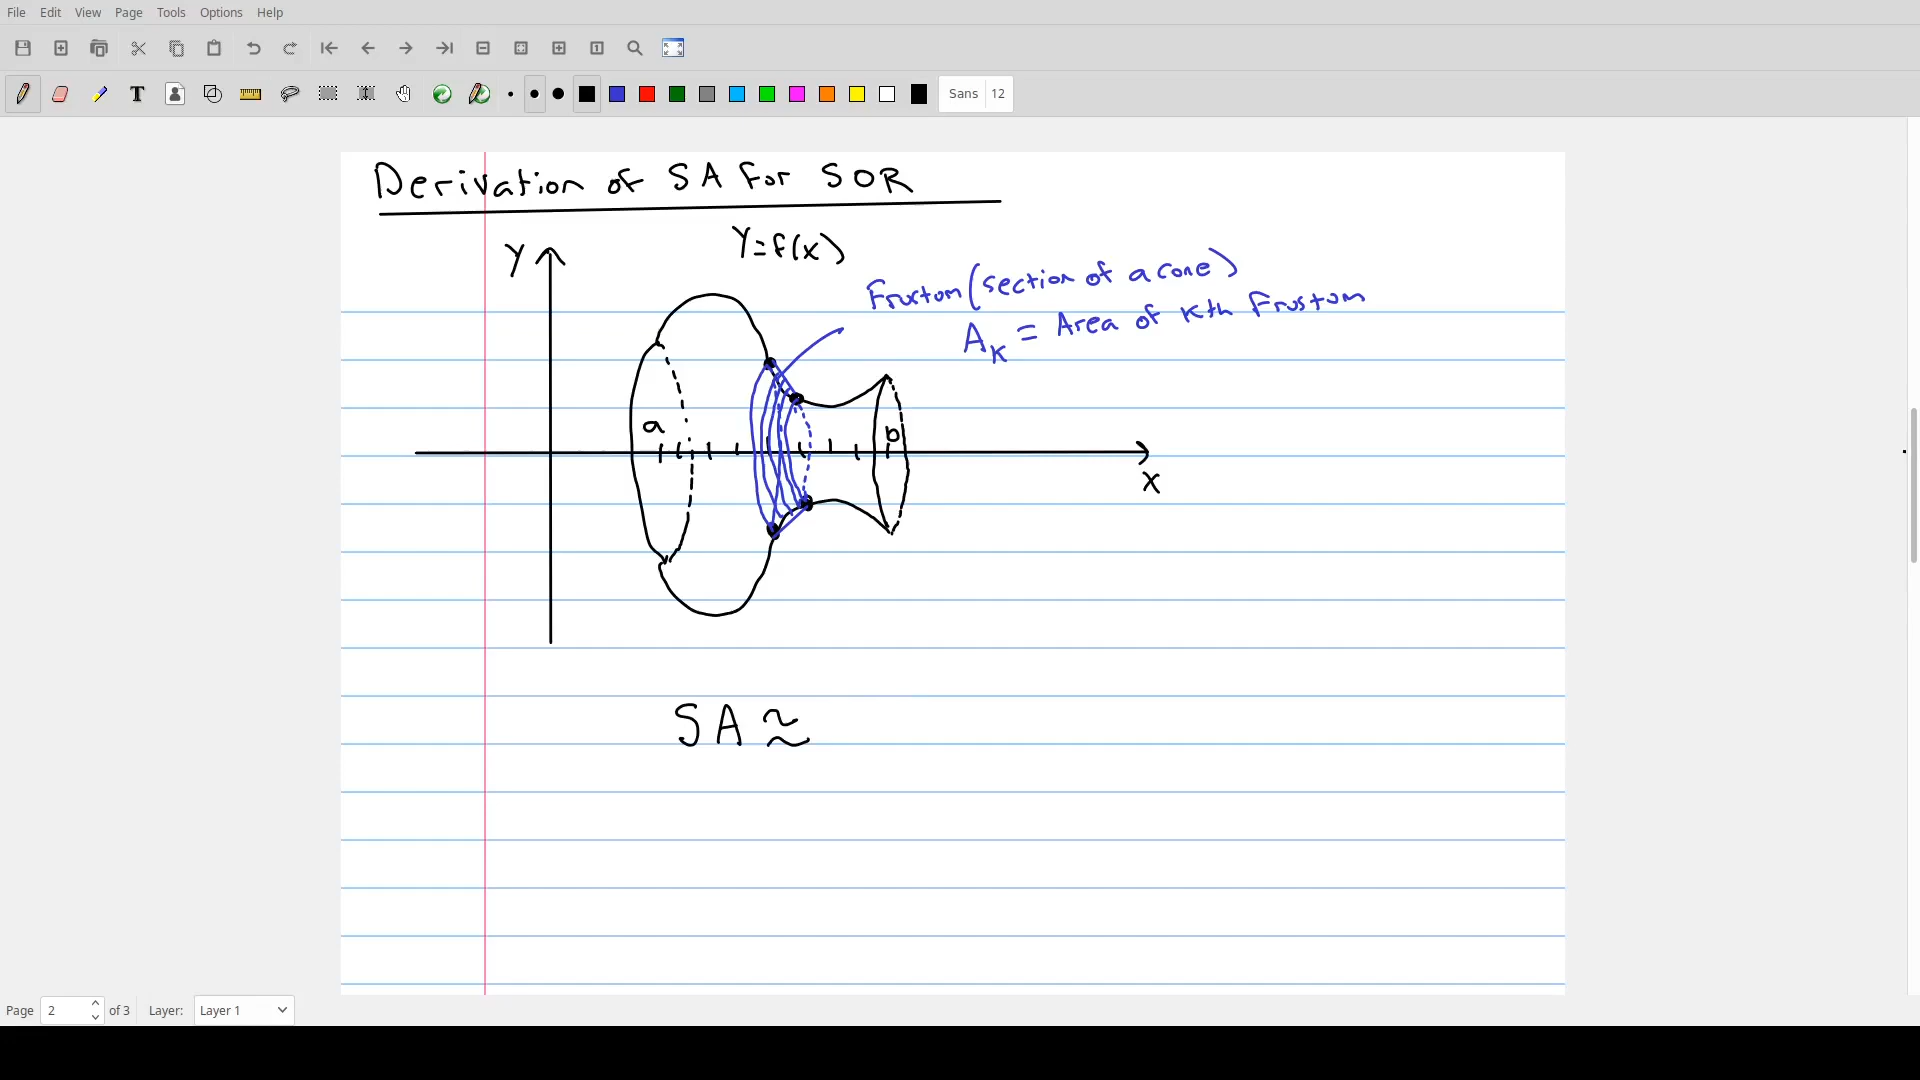 File Edit View Page Tools Options Help
Sans 12
Derivation of SA for SOR
Y=f(x)
Y
Frustom (section of a cone)
A_K = Area of Kth Frustom
a
b
X
SA ≈
Page 2 of 3 Layer: Layer 1